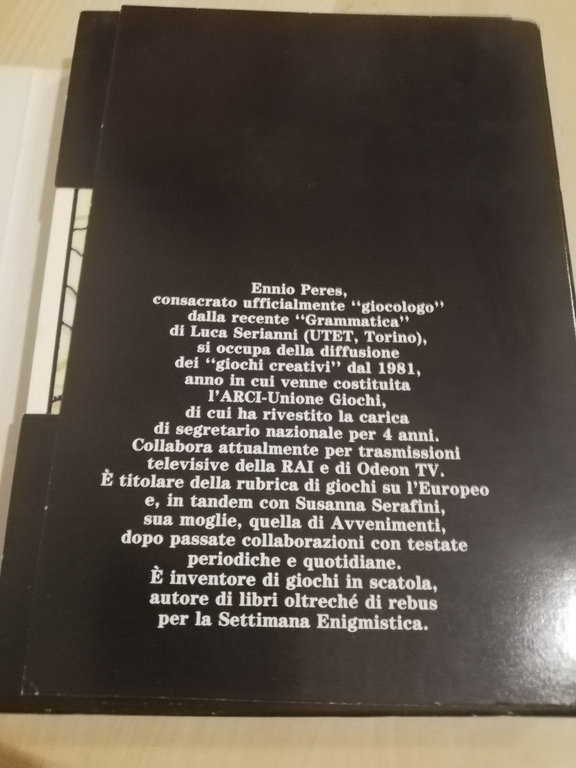 Ennio Peres,
consacrato ufficialmente “giocologo”
dalla recente “Grammatica”
di Luca Serianni (UTET, Torino),
si occupa della diffusione
dei “giochi creativi” dal 1981,
anno in cui venne costituita
l’ARCI-Unione Giochi,
di cui ha rivestito la carica
di segretario nazionale per 4 anni.
Collabora attualmente per trasmissioni
televisive della RAI e di Odeon TV.
È titolare della rubrica di giochi su l’Europeo
e, in tandem con Susanna Serafini,
sua moglie, quella di Avvenimenti,
dopo passate collaborazioni con testate
periodiche e quotidiane.
È inventore di giochi in scatola,
autore di libri oltreché di rebus
per la Settimana Enigmistica.